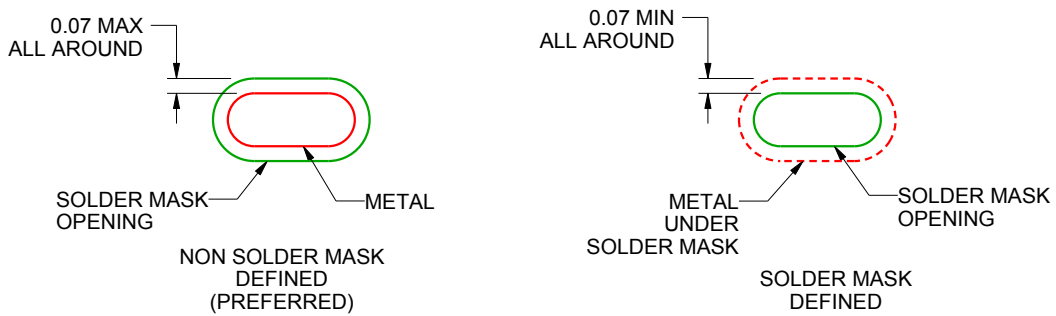 0.07 MAX
ALL AROUND
SOLDER MASK
OPENING
METAL
NON SOLDER MASK
DEFINED
(PREFERRED)
0.07 MIN
ALL AROUND
METAL
UNDER
SOLDER MASK
SOLDER MASK
OPENING
SOLDER MASK
DEFINED